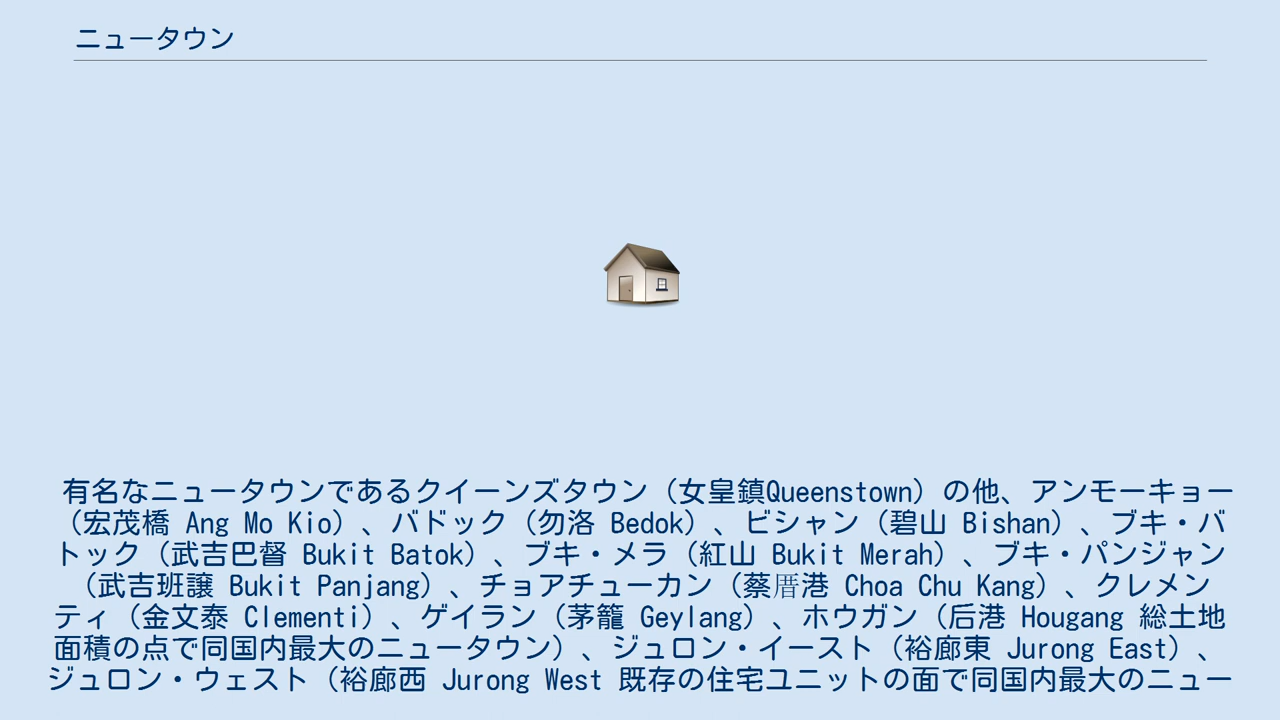 ニュータウン
有名なニュータウンであるクイーンズタウン（女皇鎮Queenstown）の他、アンモーキョー
（宏茂橋 Ang Mo Kio）、バドック（勿洛 Bedok）、ビシャン（碧山 Bishan）、ブキ・バ
トック（武吉巴督 Bukit Batok）、ブキ・メラ（紅山 Bukit Merah）、ブキ・パンジャン
（武吉班譲 Bukit Panjang）、チョアチューカン（蔡厝港 Choa Chu Kang）、クレメン
ティ（金文泰 Clementi）、ゲイラン（茅籠 Geylang）、ホウガン（后港 Hougang 総土地
面積の点で同国内最大のニュータウン）、ジュロン・イースト（裕廊東 Jurong East）、
ジュロン・ウェスト（裕廊西 Jurong West 既存の住宅ユニットの面で同国内最大のニュー